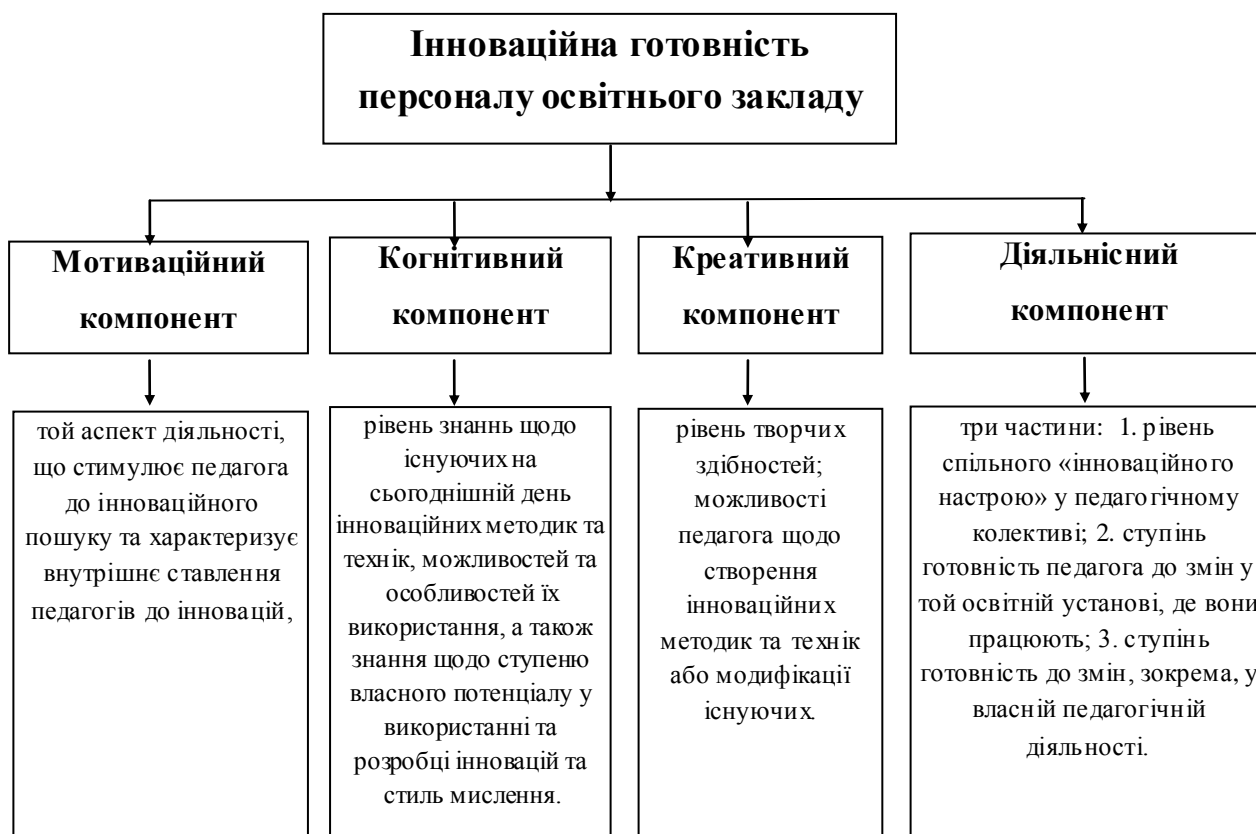 Інноваційна готовність
персоналу освітнього закладу
Мотиваційний
компонент
Когнітивний
компонент
Креативний
компонент
Діяльнісний
компонент
той аспект діяльності,
що стимулює педагога
до інноваційного
пошуку та характеризує
внутрішнє ставлення
педагогів до інновацій,
рівень знаннь щодо
існуючих на
сьогоднішній день
інноваційних методик та
технік, можливостей та
особливостей їх
використання, а також
знання щодо ступеню
власного потенціалу у
використанні та
розробці інновацій та
стиль мислення.
рівень творчих
здібностей;
можливості
педагога щодо
створення
інноваційних
методик та технік
або модифікації
існуючих.
три частини: 1. рівень
спільного «інноваційного
настрою» у педагогічному
колективі; 2. ступінь
готовність педагога до змін у
той освітній установі, де вони
працюють; 3. ступінь
готовність до змін, зокрема, у
власній педагогічній
діяльності.